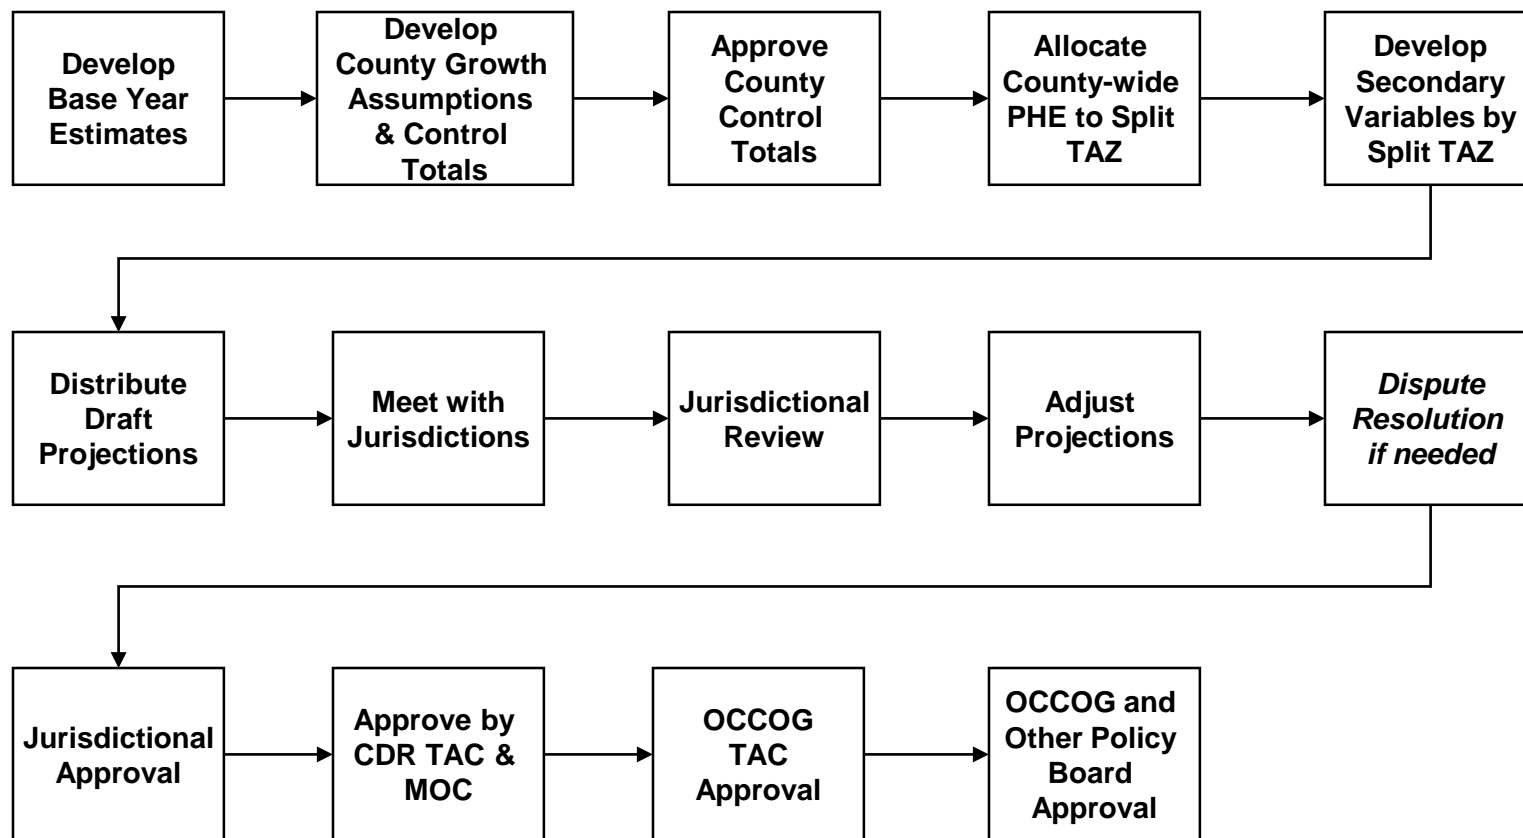 Develop
Base Year
Estimates
Develop
County Growth
Assumptions
& Control
Totals
Approve
County
Control
Totals
Allocate
County-wide
PHE to Split
TAZ
Develop
Secondary
Variables by
Split TAZ
Distribute
Draft
Projections
Meet with
Jurisdictions
Jurisdictional
Review
Adjust
Projections
Dispute
Resolution
if needed
Jurisdictional
Approval
Approve by
CDR TAC &
MOC
OCCOG
TAC
Approval
OCCOG and
Other Policy
Board
Approval